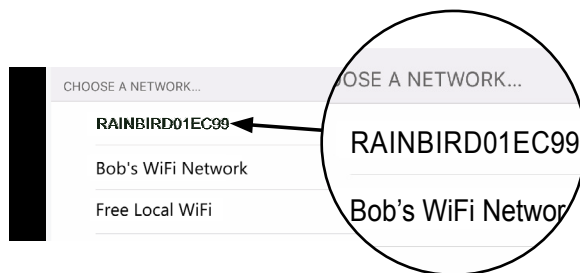 CHOOSE A NETWORK...
RAINBIRD01EC99
Bob's WiFi Network
Free Local WiFi
OSE A NETWORK...
RAINBIRD01EC99
Bob’s WiFi Networ